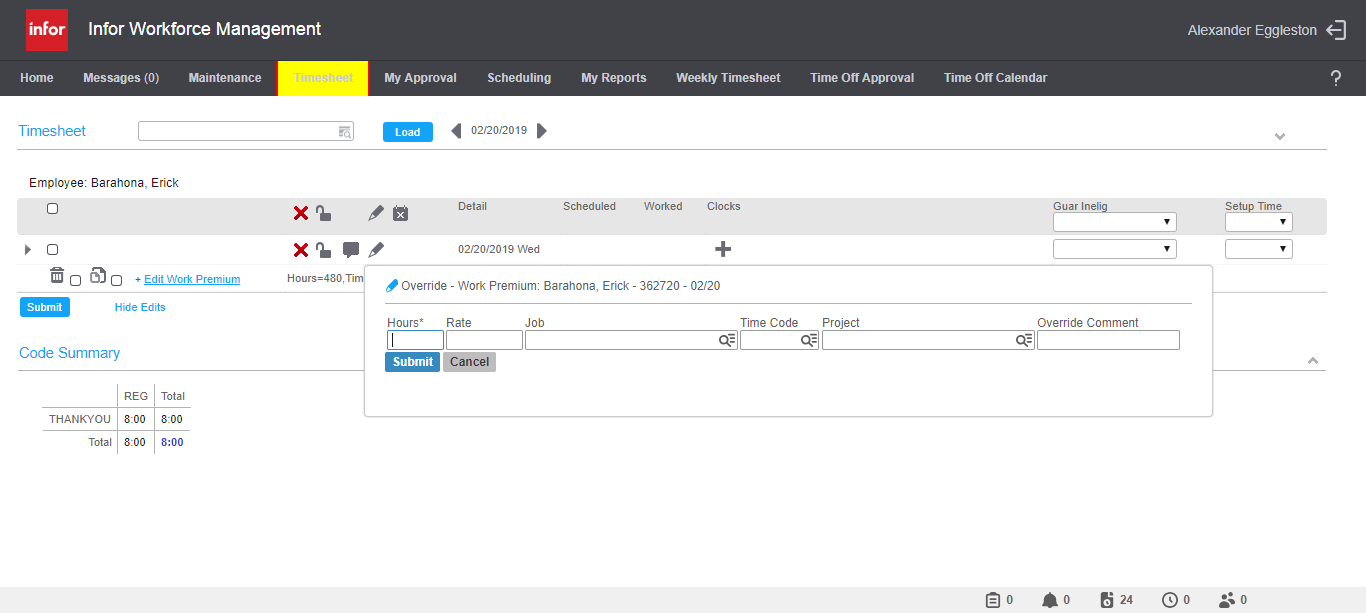 infor Infor Workforce Management Alexander Eggleston
Home Messages (0) Maintenance Timesheet My Approval Scheduling My Reports Weekly Timesheet Time Off Approval Time Off Calendar ?
Timesheet Load 02/20/2019
Employee: Barahona, Erick
Detail Scheduled Worked Clocks Guar Inelig Setup Time
02/20/2019 Wed
+ Edit Work Premium Hours=480,Tim
Override - Work Premium: Barahona, Erick - 362720 - 02/20
Submit Hide Edits
Hours* Rate Job Time Code Project Override Comment
Submit Cancel
Code Summary
REG Total
THANKYOU 8:00 8:00
Total 8:00 8:00
0 0 24 0 0